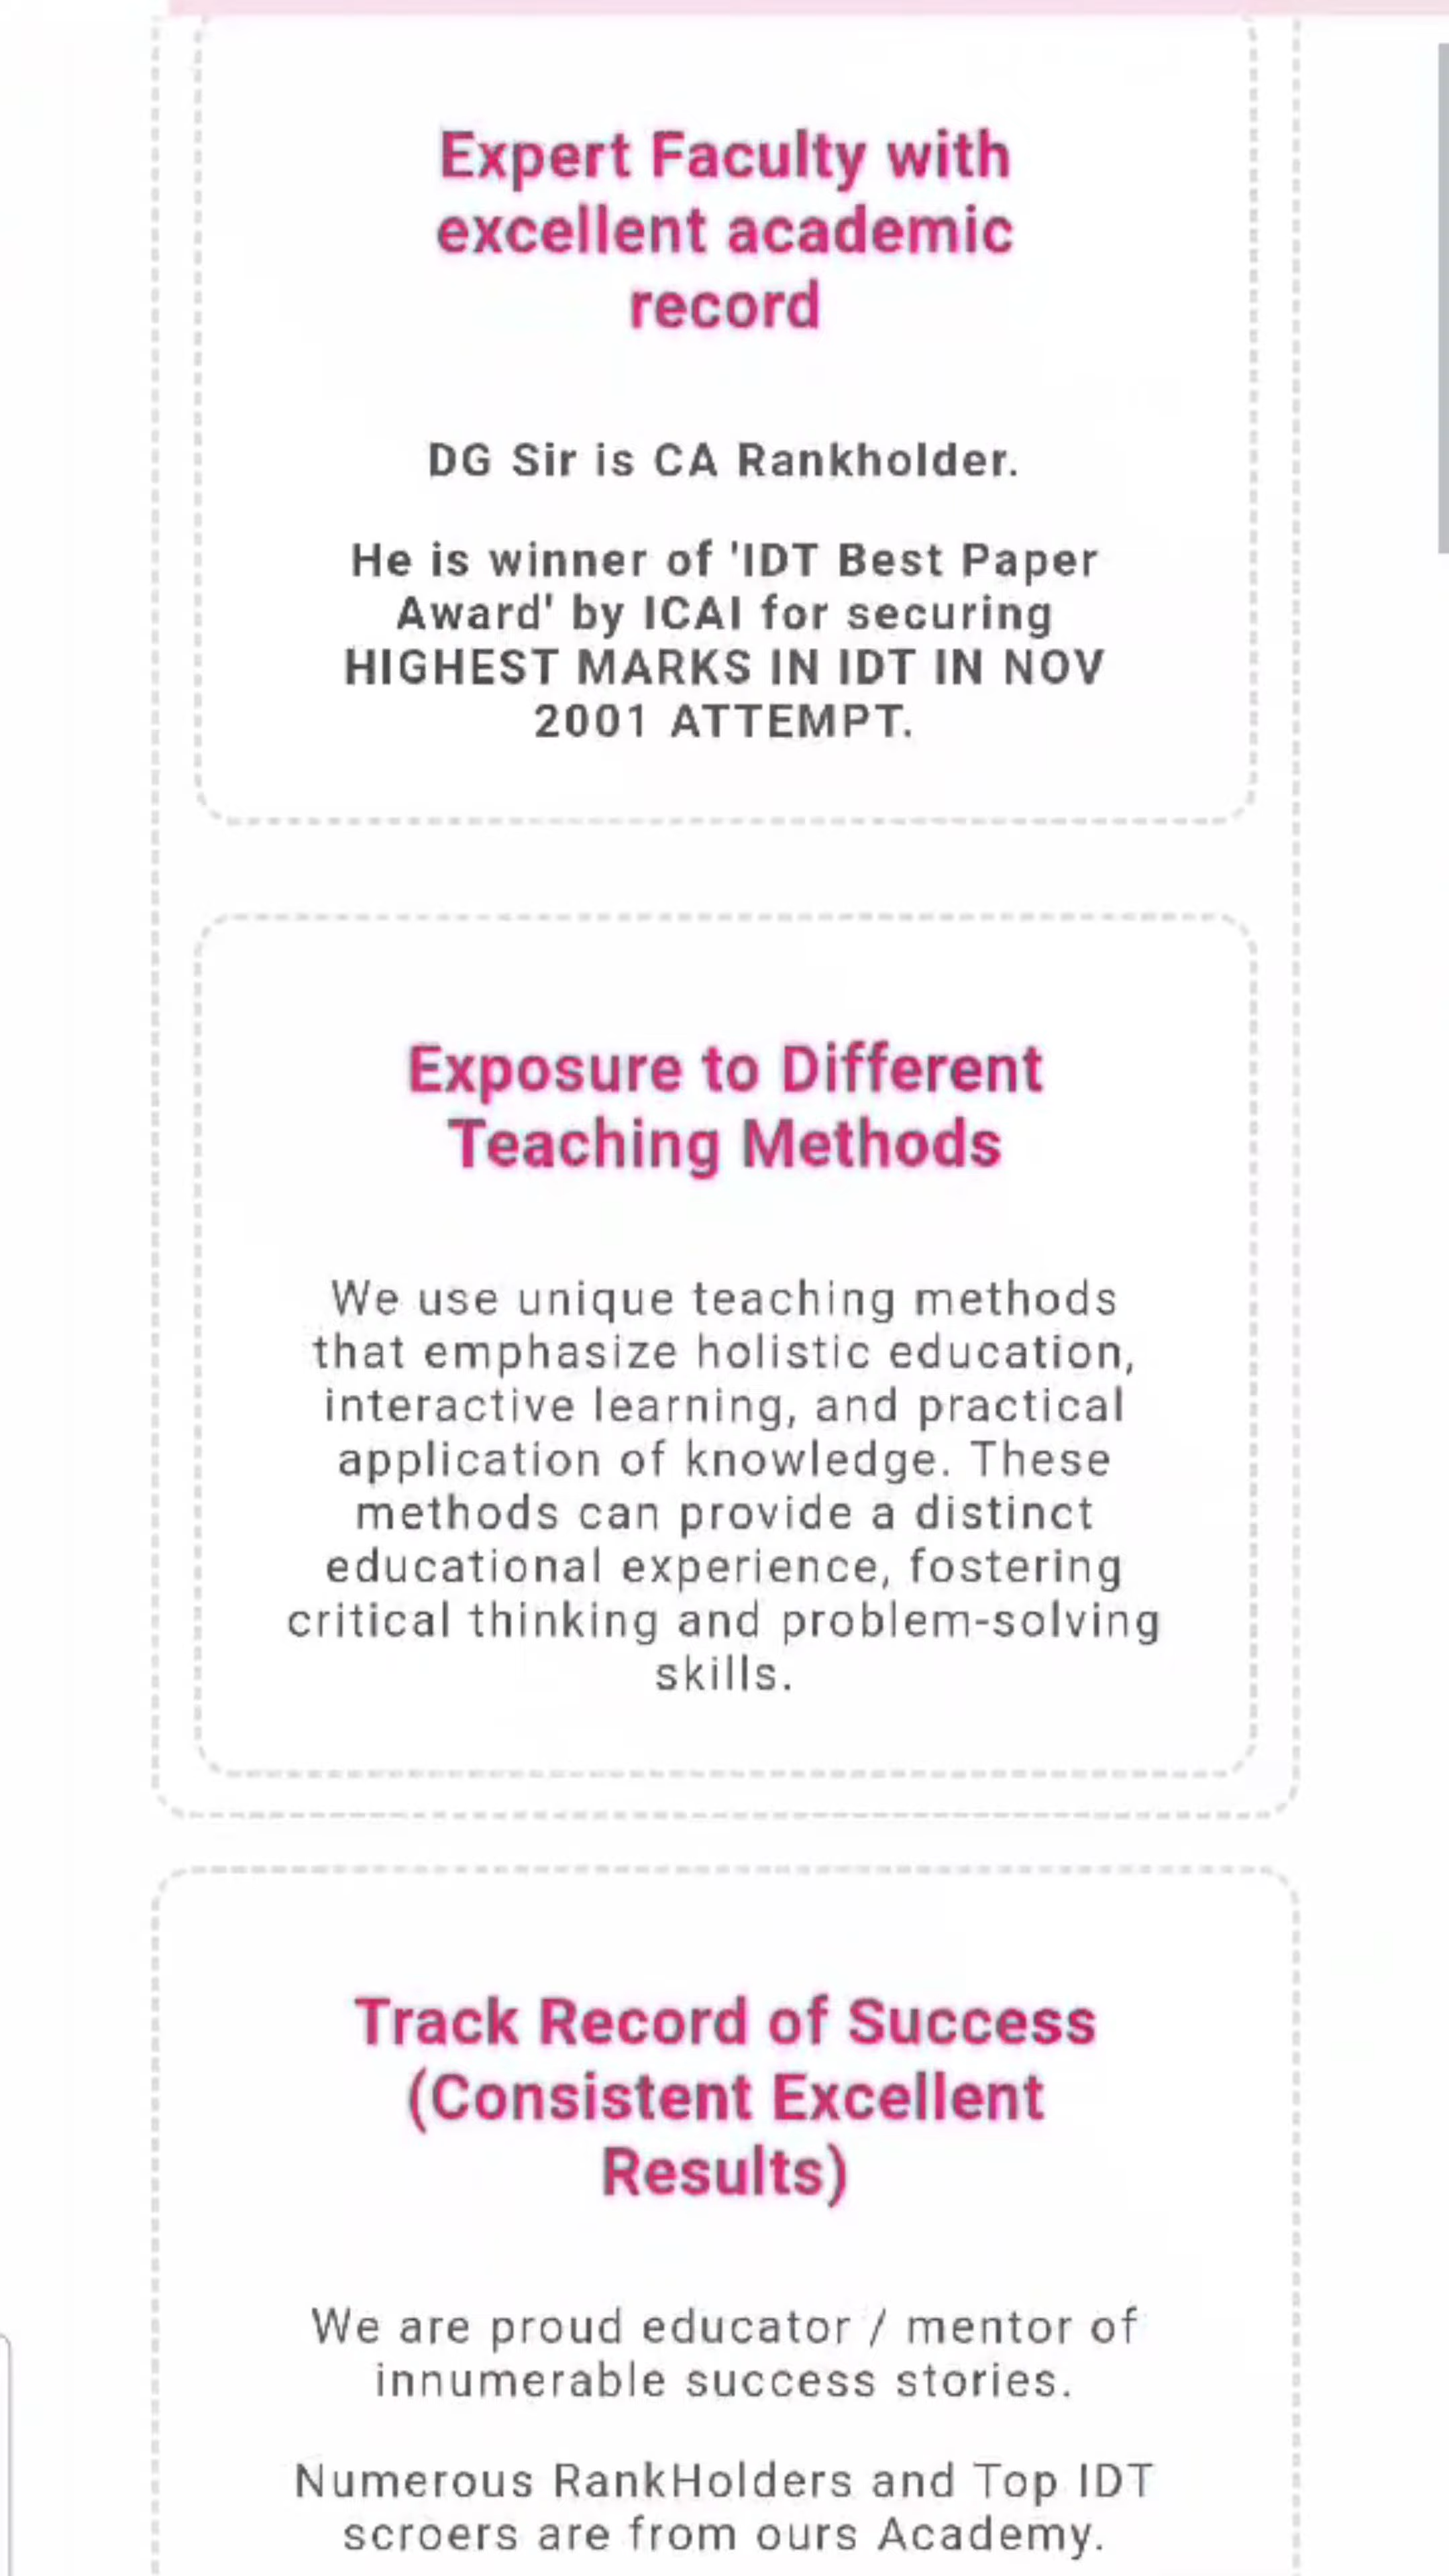 Expert Faculty with
excellent academic
record
DG Sir is CA Rankholder.
He is winner of 'IDT Best Paper
Award' by ICAI for securing
HIGHEST MARKS IN IDT IN NOV
2001 ATTEMPT.
Exposure to Different
Teaching Methods
We use unique teaching methods
that emphasize holistic education,
interactive learning, and practical
application of knowledge. These
methods can provide a distinct
educational experience, fostering
critical thinking and problem-solving
skills.
Track Record of Success
(Consistent Excellent
Results)
We are proud educator / mentor of
innumerable success stories.
Numerous RankHolders and Top IDT
scroers are from ours Academy.